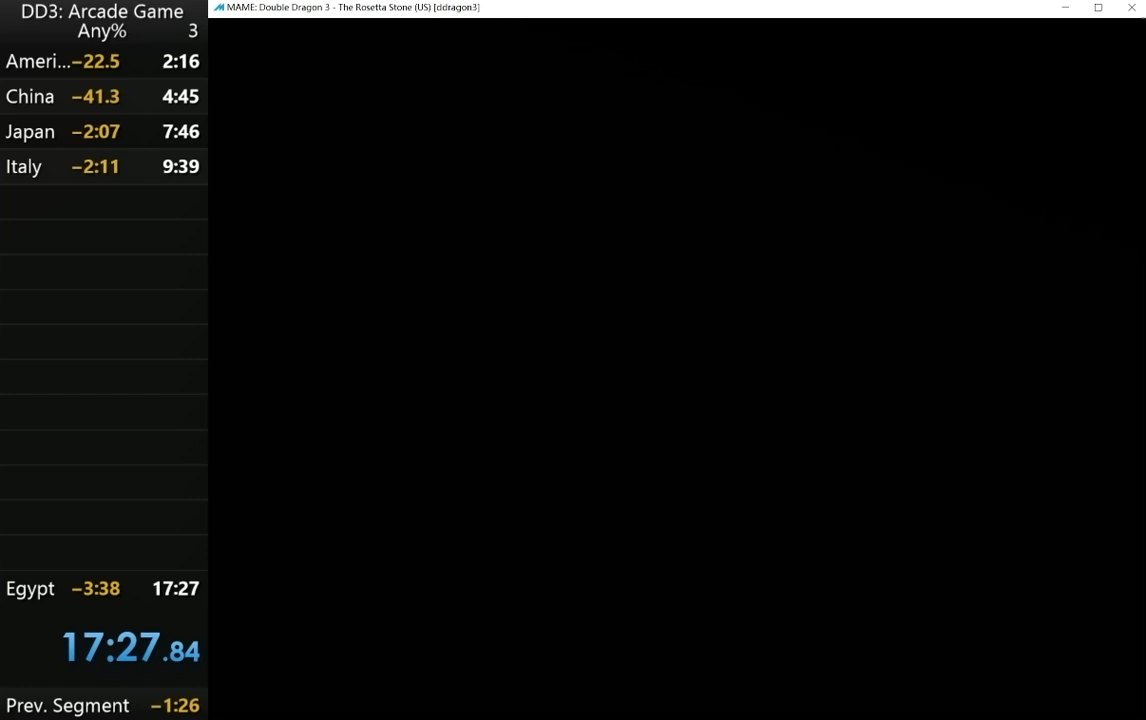 DD3: Arcade Game
Any% 3
Ameri... −22.5 2:16
China −41.3 4:45
Japan −2:07 7:46
Italy −2:11 9:39
Egypt −3:38 17:27
17:27.84
Prev. Segment −1:26
MAME: Double Dragon 3 - The Rosetta Stone (US) [ddragon3]